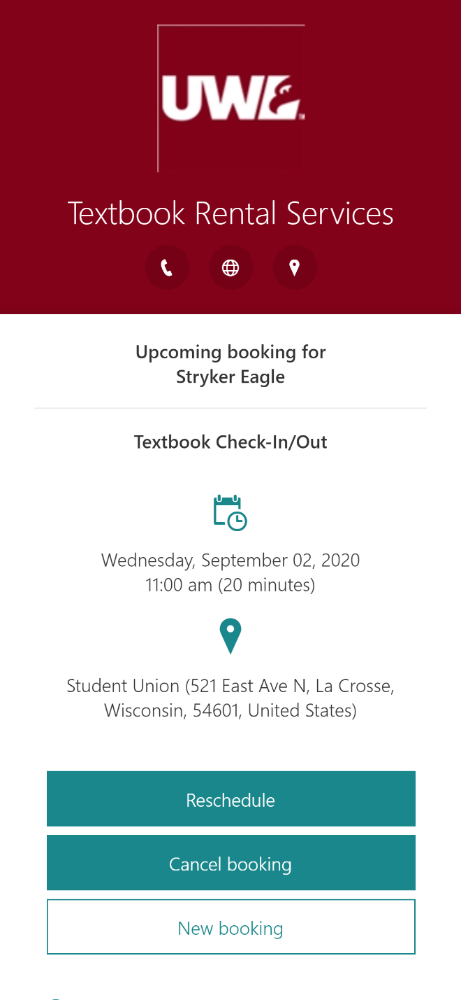 UWL
Textbook Rental Services
Upcoming booking for
Stryker Eagle
Textbook Check-In/Out
Wednesday, September 02, 2020
11:00 am (20 minutes)
Student Union (521 East Ave N, La Crosse,
Wisconsin, 54601, United States)
Reschedule
Cancel booking
New booking